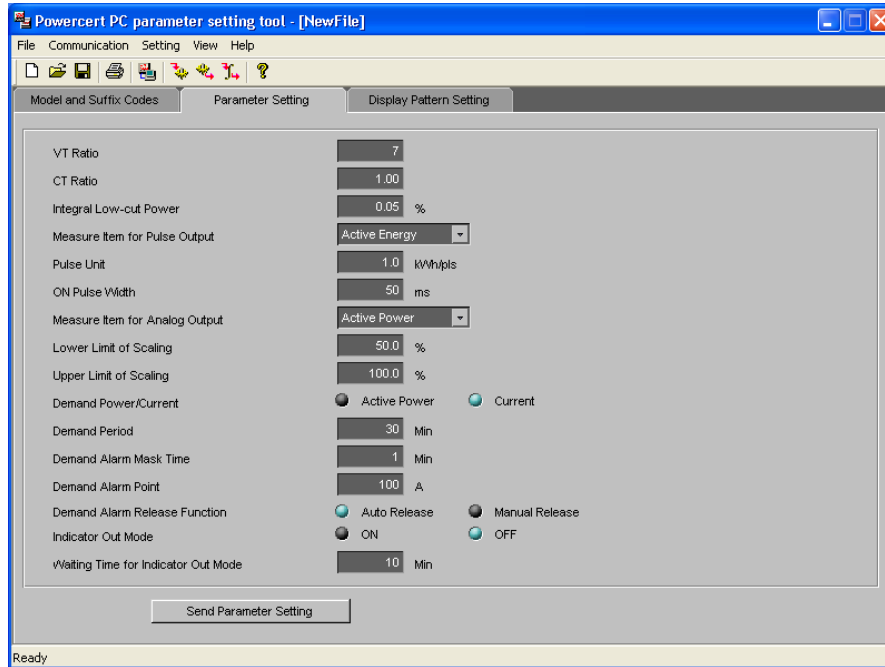 Powercert PC parameter setting tool - [NewFile]
File Communication Setting View Help
Model and Suffix Codes Parameter Setting Display Pattern Setting
VT Ratio 7
CT Ratio 1.00
Integral Low-cut Power 0.05 %
Measure Item for Pulse Output Active Energy
Pulse Unit 1.0 kWh/pls
ON Pulse Width 50 ms
Measure Item for Analog Output Active Power
Lower Limit of Scaling 50.0 %
Upper Limit of Scaling 100.0 %
Demand Power/Current Active Power Current
Demand Period 30 Min
Demand Alarm Mask Time 1 Min
Demand Alarm Point 100 A
Demand Alarm Release Function Auto Release Manual Release
Indicator Out Mode ON OFF
Waiting Time for Indicator Out Mode 10 Min
Send Parameter Setting
Ready